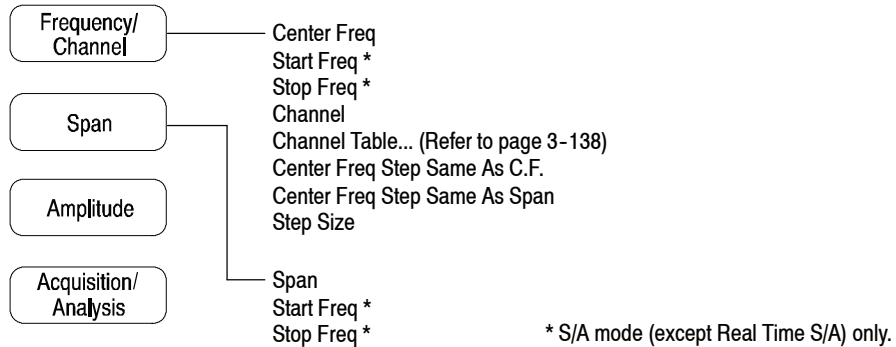 Frequency/
Channel
Center Freq
Start Freq *
Stop Freq *
Channel
Channel Table... (Refer to page 3-138)
Center Freq Step Same As C.F.
Center Freq Step Same As Span
Step Size
Span
Amplitude
Acquisition/
Analysis
Span
Start Freq *
Stop Freq *
* S/A mode (except Real Time S/A) only.